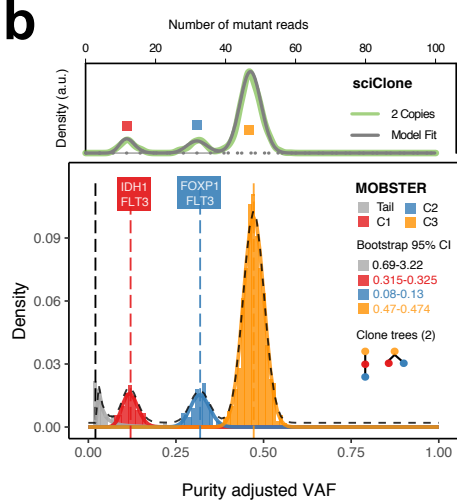 b
Number of mutant reads
0 20 40 60 80 100
Density (a.u.)
sciClone
2 Copies
Model Fit
IDH1
FLT3
FOXP1
FLT3
MOBSTER
Tail C2
C1 C3
Bootstrap 95% CI
0.69-3.22
0.315-0.325
0.08-0.13
0.47-0.474
Clone trees (2)
Density
0.09
0.06
0.03
0.00
0.00 0.25 0.50 0.75 1.00
Purity adjusted VAF